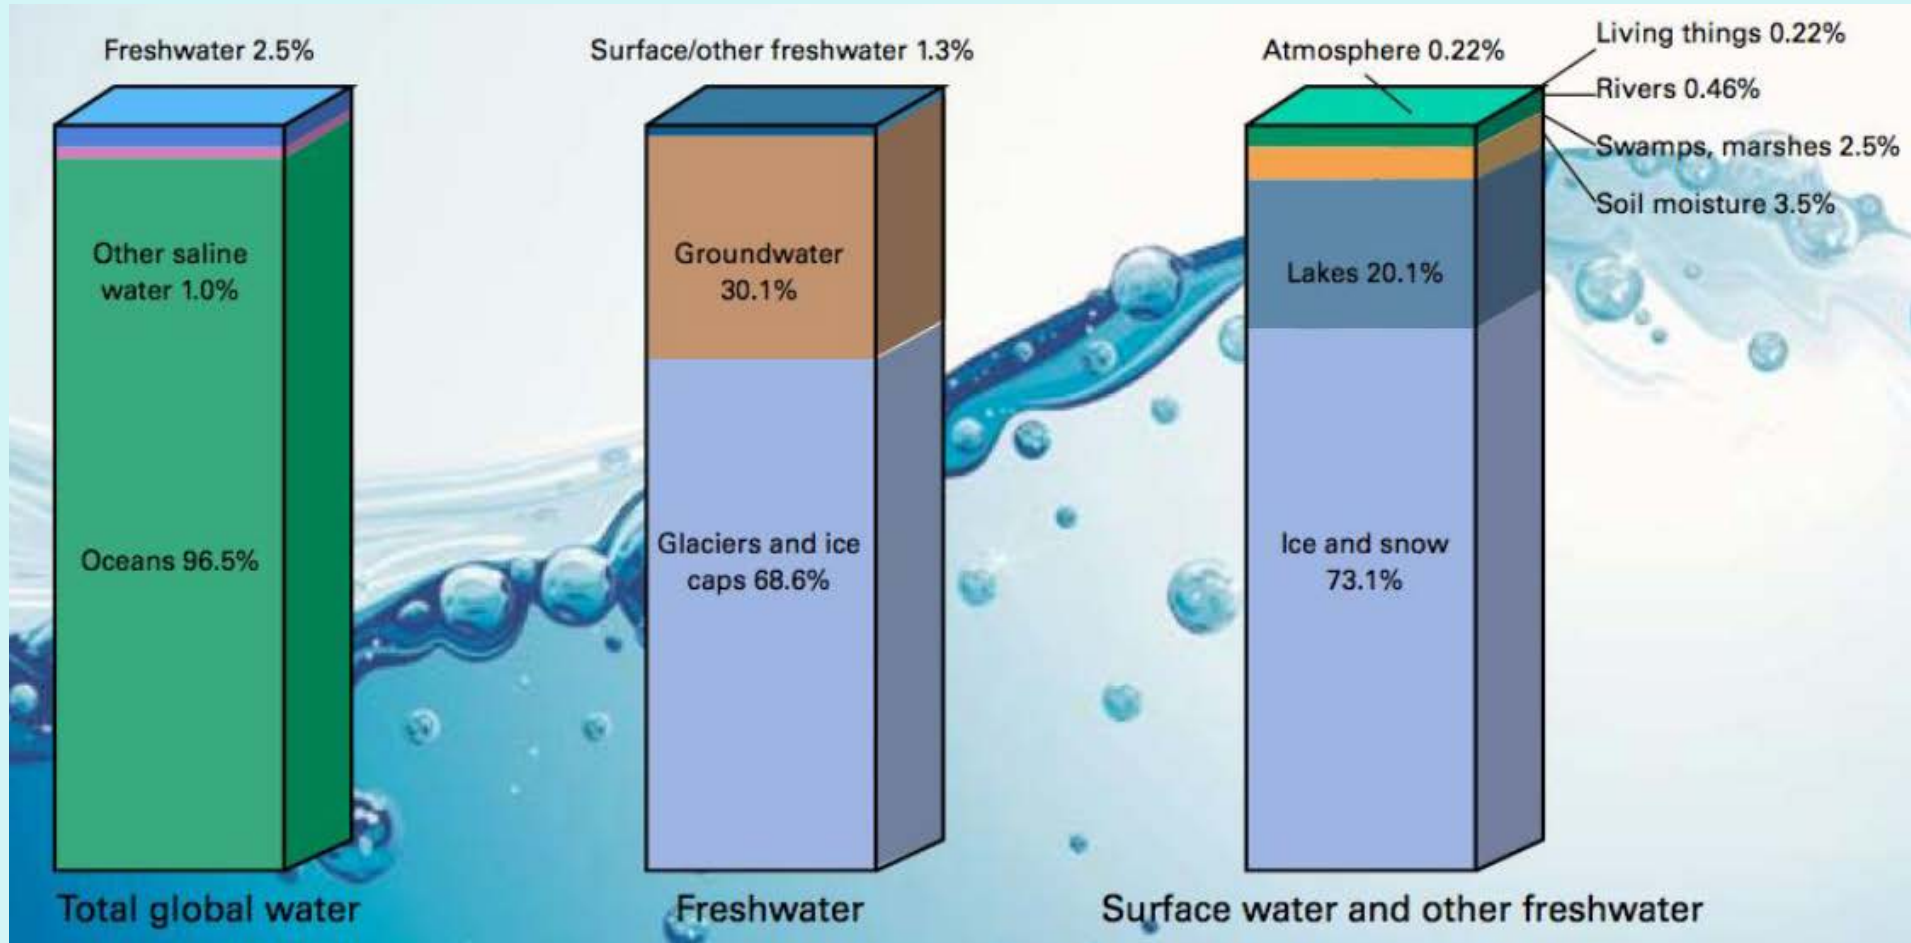 Freshwater 2.5%
Other saline
water 1.0%
Oceans 96.5%
Total global water
Surface/other freshwater 1.3%
Groundwater
30.1%
Glaciers and ice
caps 68.6%
Freshwater
Atmosphere 0.22%
Living things 0.22%
Rivers 0.46%
Swamps, marshes 2.5%
Soil moisture 3.5%
Lakes 20.1%
Ice and snow
73.1%
Surface water and other freshwater